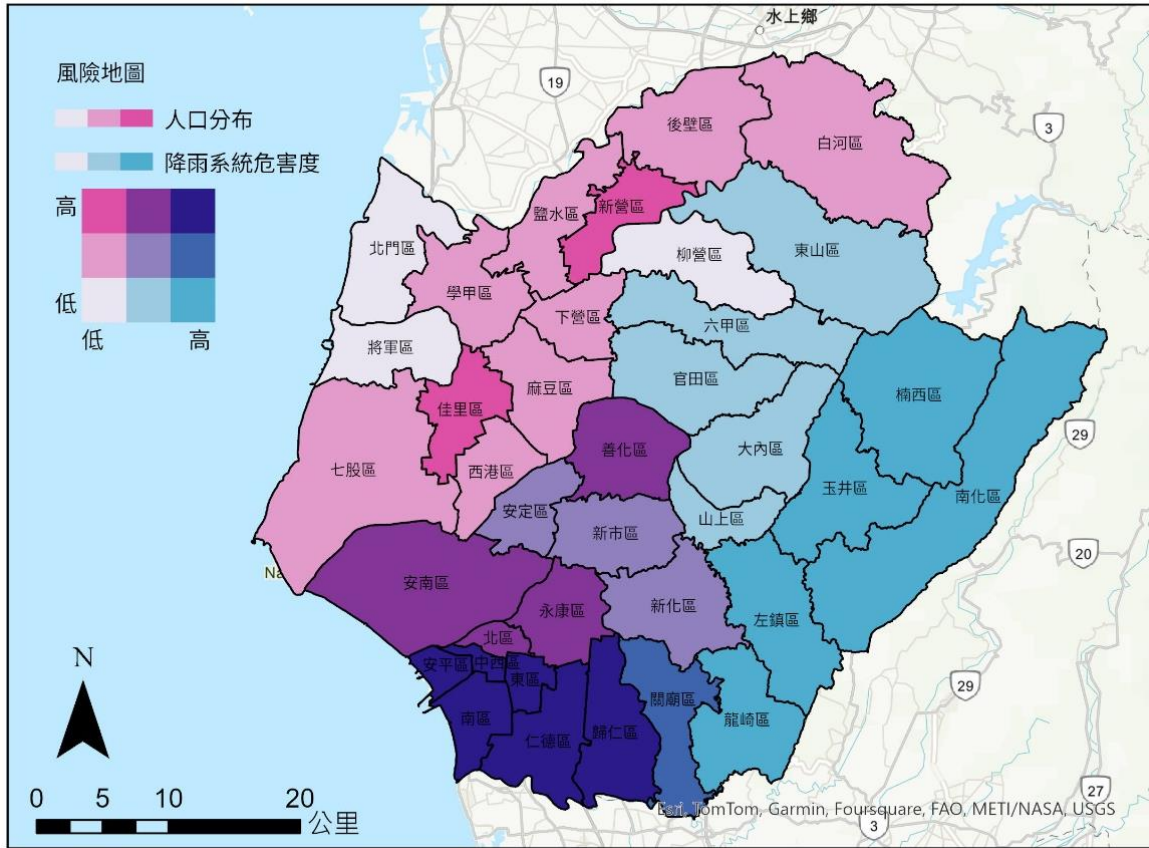 水上鄉
風險地圖
人口分布
降雨系統危害度
高
低
低
高
19
3
後壁區
白河區
鹽水區
新營區
北門區
柳營區
東山區
學甲區
下營區
六甲區
將軍區
官田區
麻豆區
楠西區
佳里區
29
善化區
大內區
七股區
西港區
玉井區
南化區
安定區
山上區
新市區
20
Na
安南區
永康區
新化區
左鎮區
北區
安平區
中西區
東區
關廟區
29
南區
龍崎區
仁德區
歸仁區
N
27
0 5 10 20
公里
Esri, TomTom, Garmin, Foursquare, FAO, METI/NASA, USGS
3